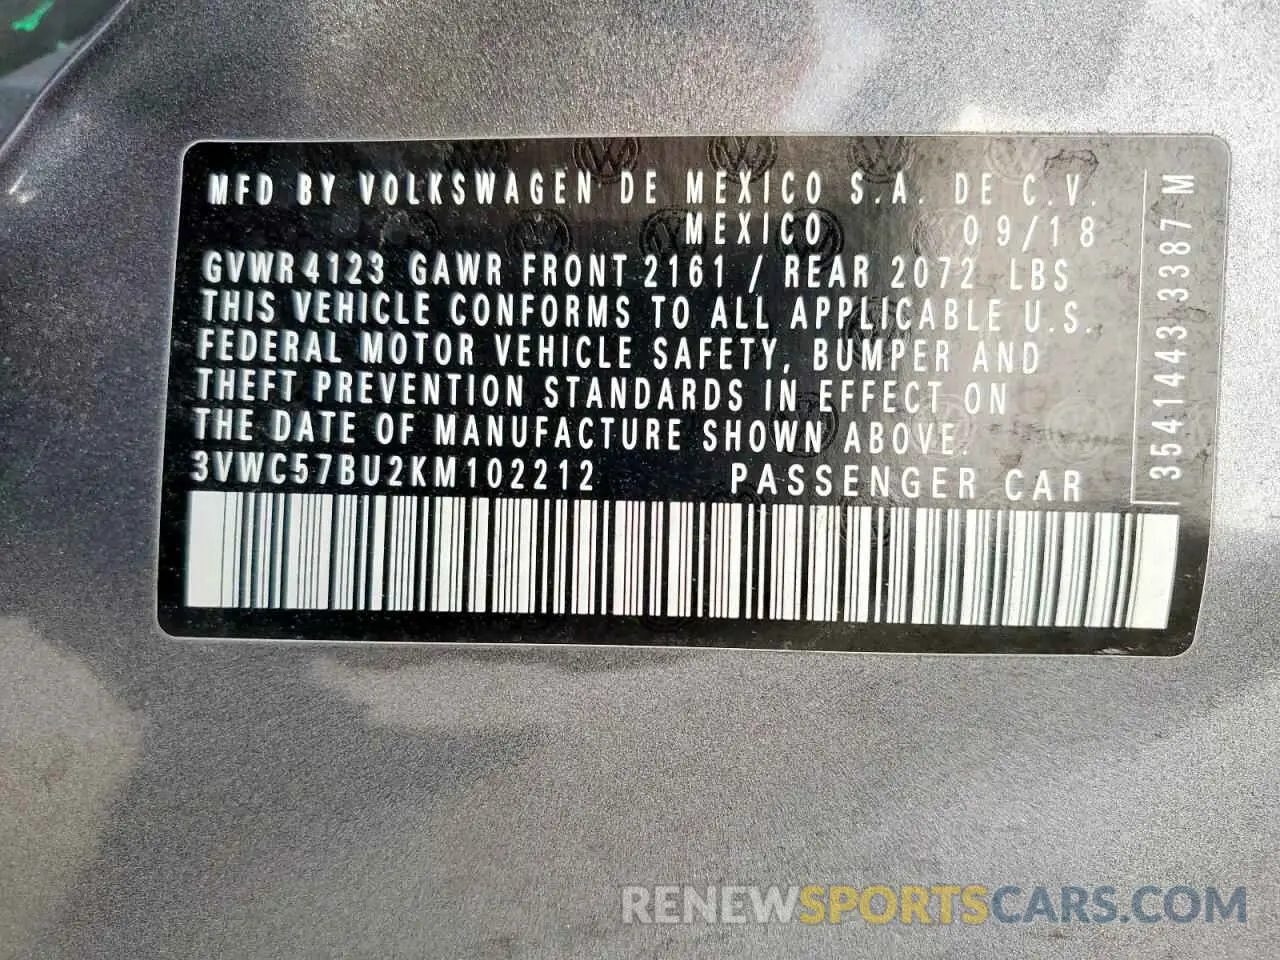 MFD BY VOLKSWAGEN DE MEXICO S.A. DE C.V.
MEXICO 09/18
GVWR 4123 GAWR FRONT 2161 / REAR 2072 LBS
THIS VEHICLE CONFORMS TO ALL APPLICABLE U.S.
FEDERAL MOTOR VEHICLE SAFETY, BUMPER AND
THEFT PREVENTION STANDARDS IN EFFECT ON
THE DATE OF MANUFACTURE SHOWN ABOVE.
3VWC57BU2KM102212 PASSENGER CAR
3541443 3387 M
RENEWSPORTSCARS.COM